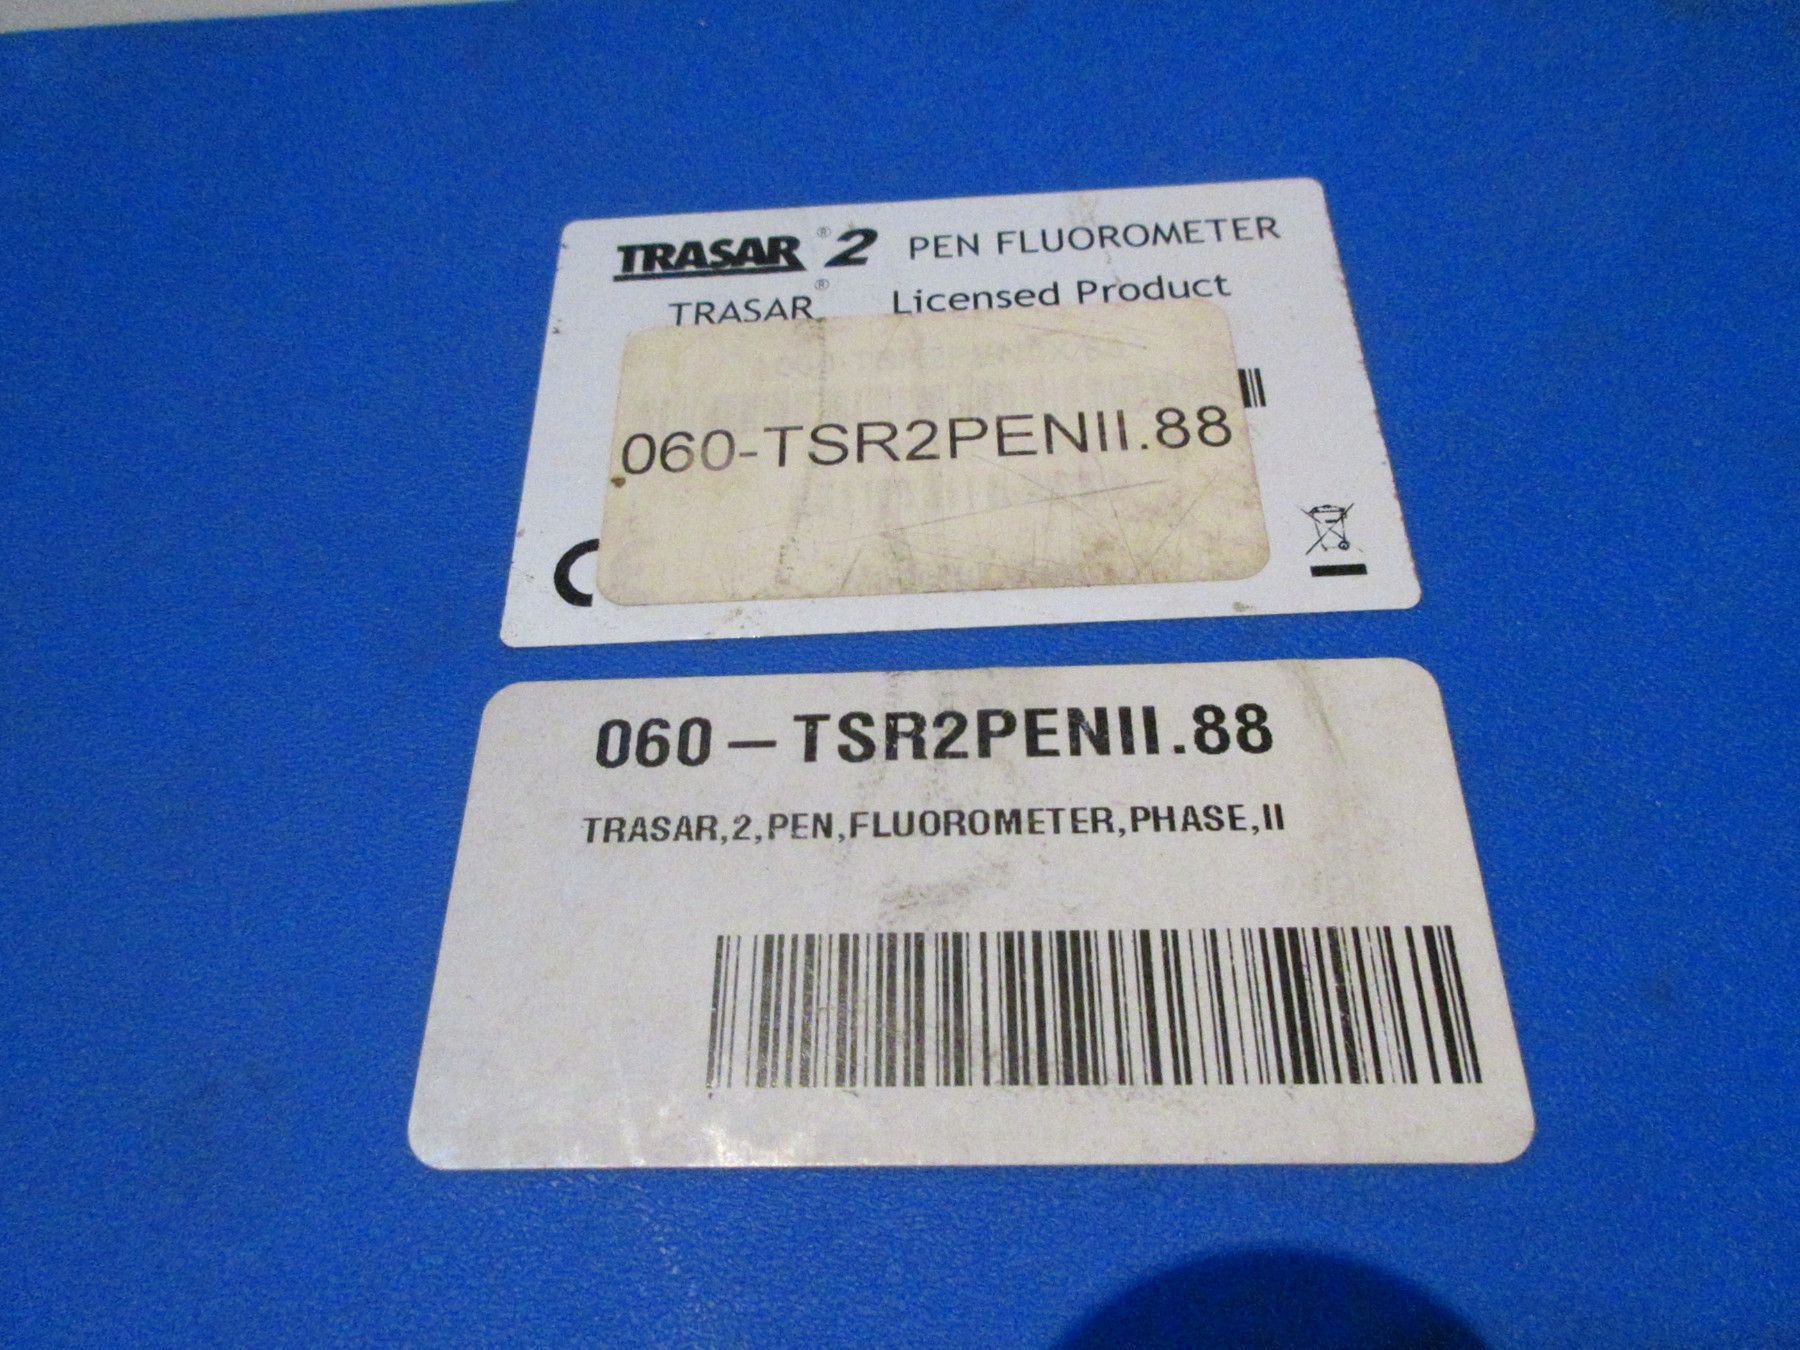 TRASAR® 2 PEN FLUOROMETER
TRASAR® Licensed Product
060-TSR2PENII.88
060-TSR2PENII.88
TRASAR,2,PEN,FLUOROMETER,PHASE,II